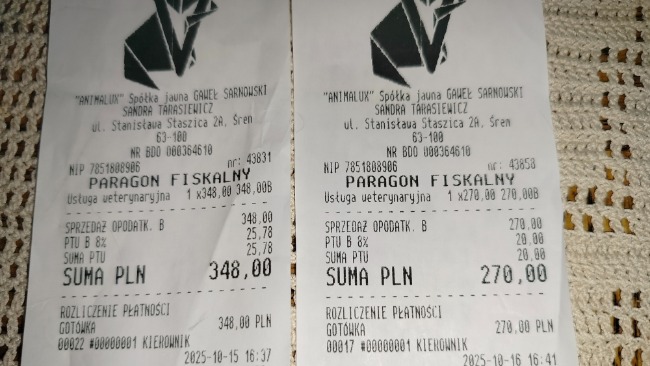 "ANIMALUX" Spółka jauna GAWEŁ SARNOWSKI
SANDRA TARASIEWICZ
ul. Stanisława Staszica 2A, Śrem
63-100
NR BDO 000364610
NIP 7851808906 nr: 43831
PARAGON FISKALNY
Usługa weterynaryjna 1 x348,00 348,00B
SPRZEDAŻ OPODATK. B 348,00
PTU B 8% 25,78
SUMA PTU 25,78
SUMA PLN 348,00
ROZLICZENIE PŁATNOŚCI
GOTÓWKA 348,00 PLN
00022 #00000001 KIEROWNIK
2025-10-15 16:37
"ANIMALUX" Spółka jauna GAWEŁ SARNOWSKI
SANDRA TARASIEWICZ
ul. Stanisława Staszica 2A, Śrem
63-100
NR BDO 000364610
NIP 7851808906 nr: 43858
PARAGON FISKALNY
Usługa weterynaryjna 1 x270,00 270,00B
SPRZEDAŻ OPODATK. B 270,00
PTU B 8% 20,00
SUMA PTU 20,00
SUMA PLN 270,00
ROZLICZENIE PŁATNOŚCI
GOTÓWKA 270,00 PLN
00017 #00000001 KIEROWNIK
2025-10-16 16:41